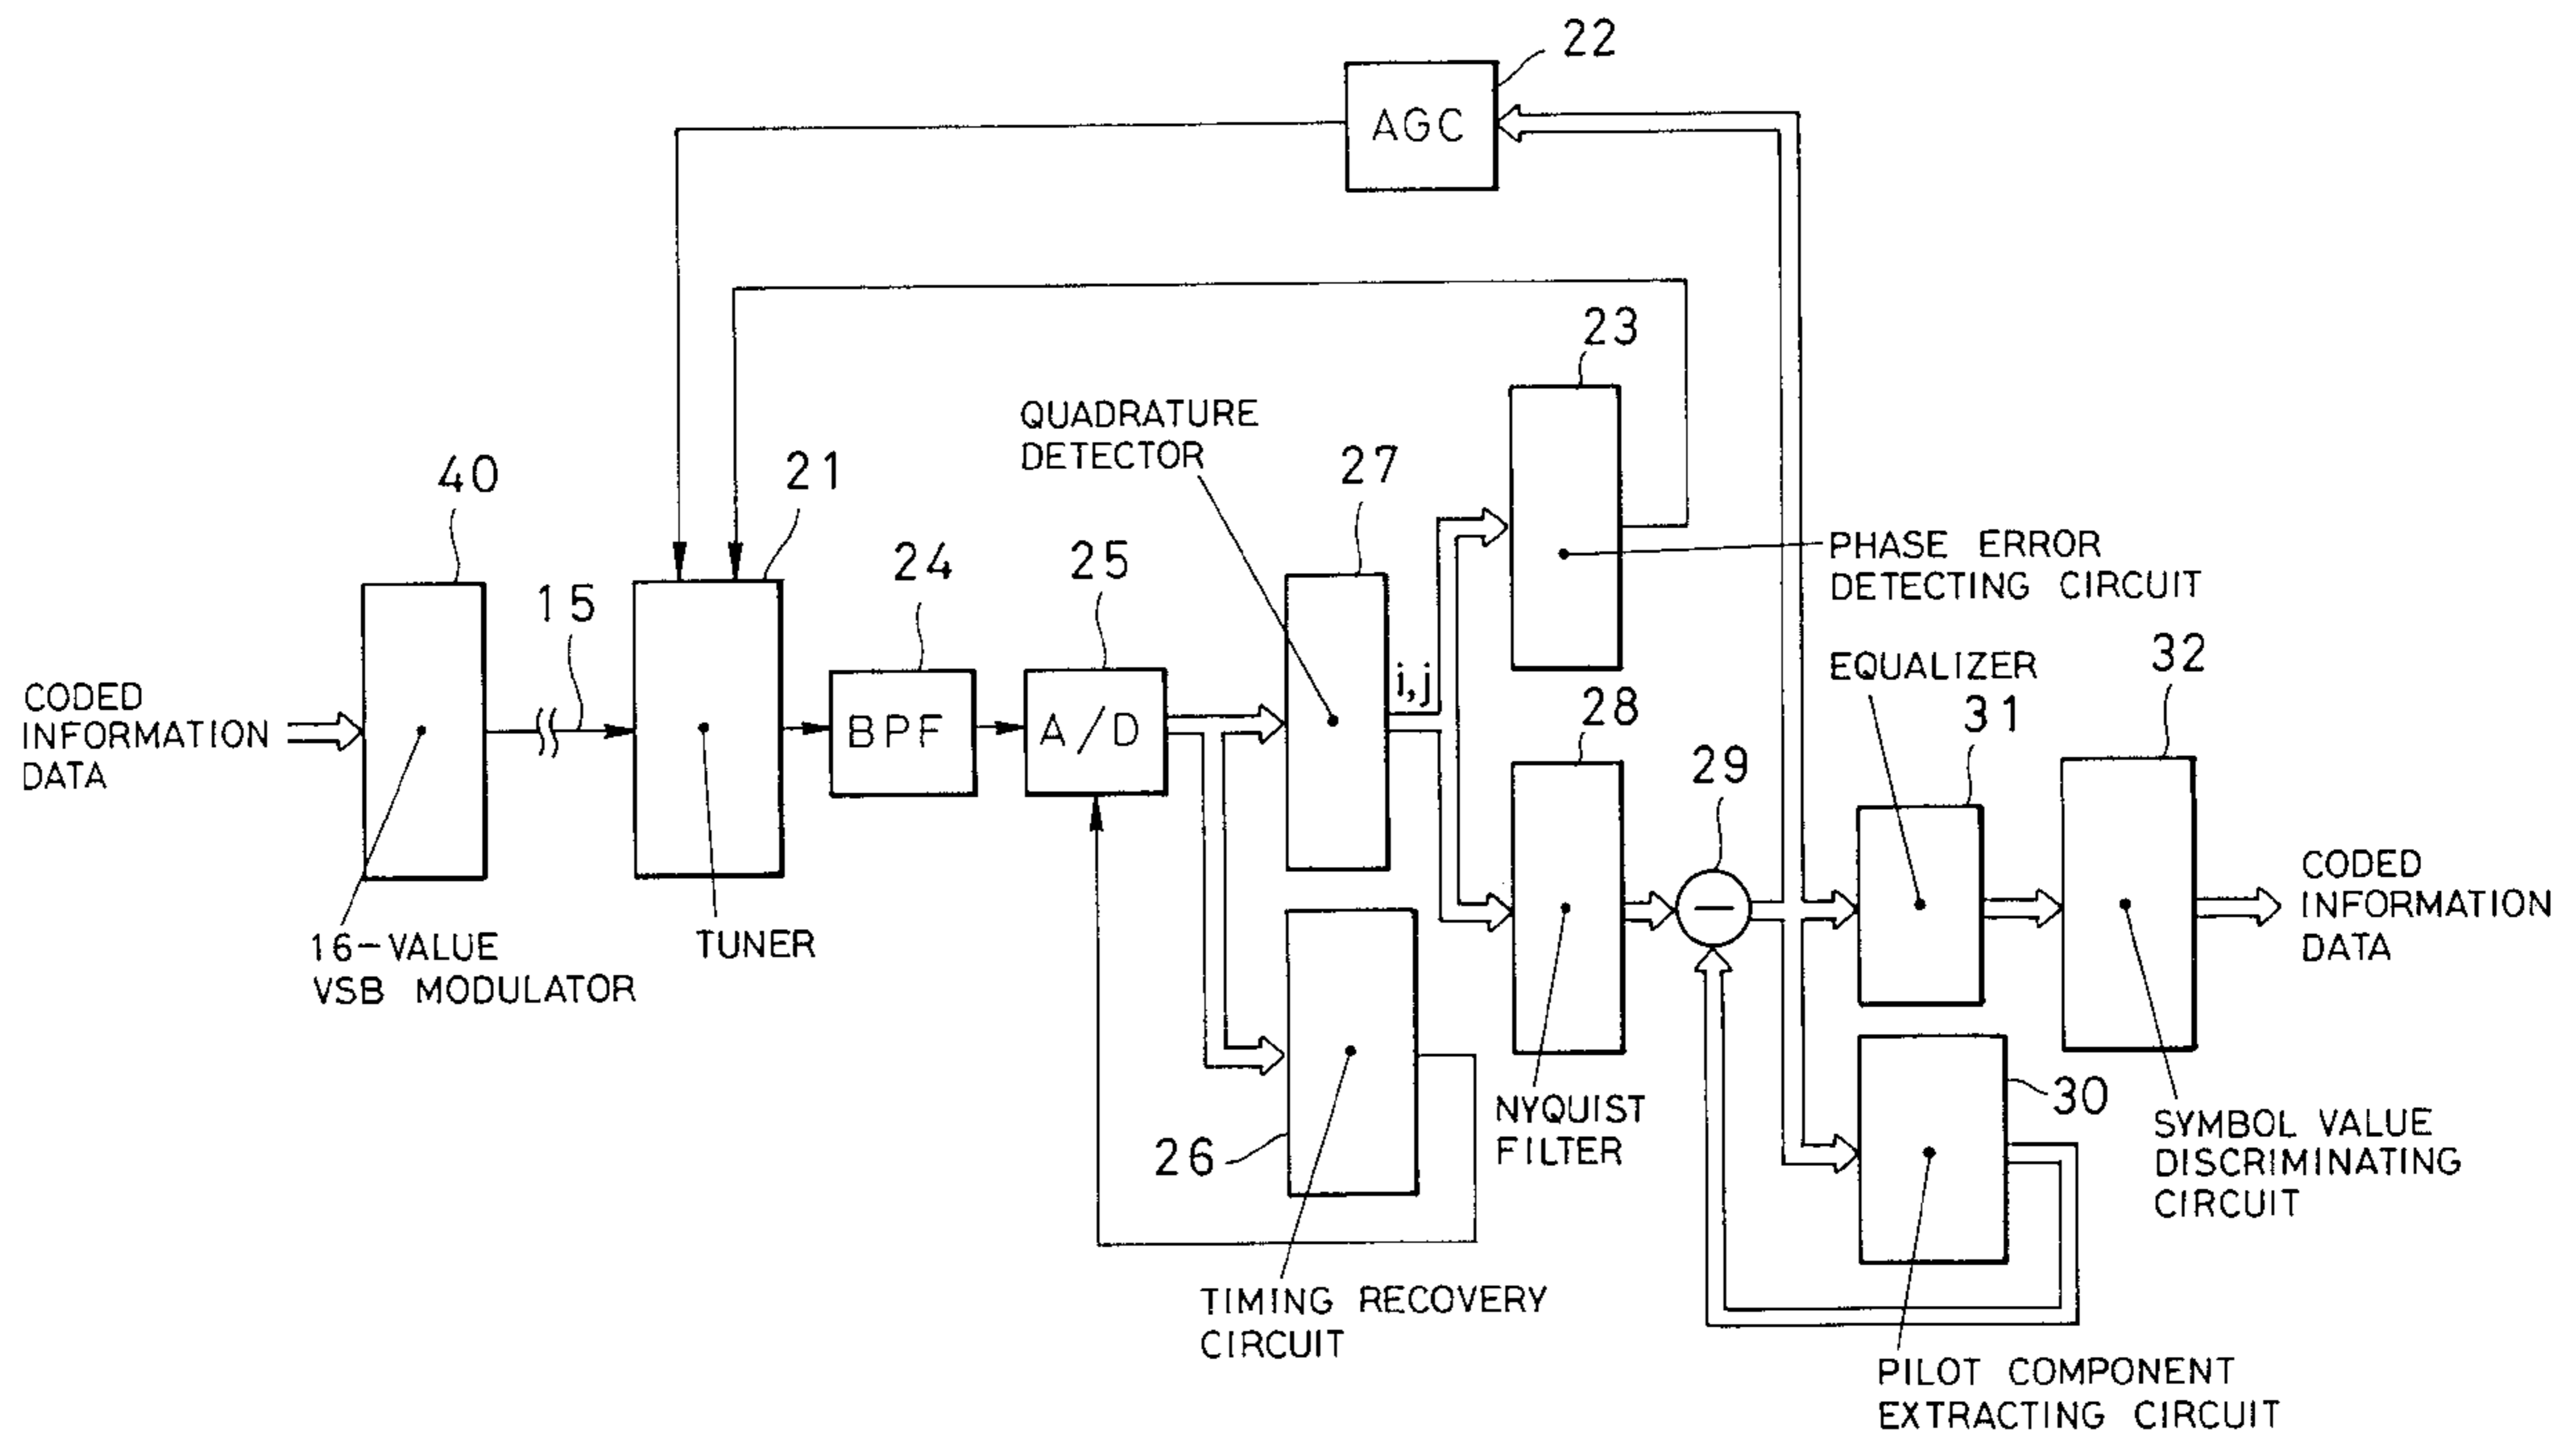 22
AGC
23
QUADRATURE
DETECTOR
27
40
21
24
25
PHASE ERROR
DETECTING CIRCUIT
15
i,j
28
EQUALIZER
31
32
CODED
INFORMATION
DATA
BPF
A/D
29
CODED
INFORMATION
DATA
16-VALUE
VSB MODULATOR
TUNER
26
NYQUIST
FILTER
30
SYMBOL VALUE
DISCRIMINATING
CIRCUIT
TIMING RECOVERY
CIRCUIT
PILOT COMPONENT
EXTRACTING CIRCUIT